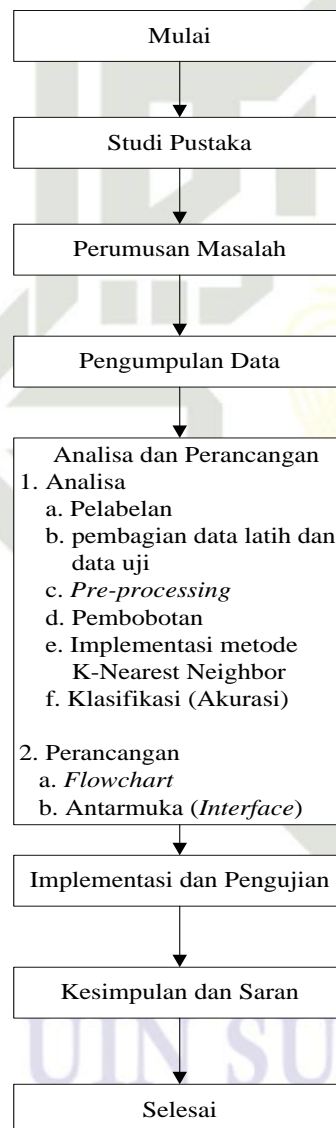 Mulai
Studi Pustaka
Perumusan Masalah
Pengumpulan Data
Analisa dan Perancangan
1. Analisa
a. Pelabelan
b. pembagian data latih dan
data uji
c. Pre-processing
d. Pembobotan
e. Implementasi metode
K-Nearest Neighbor
f. Klasifikasi (Akurasi)
2. Perancangan
a. Flowchart
b. Antarmuka (Interface)
Implementasi dan Pengujian
Kesimpulan dan Saran
UIN SU
Selesai